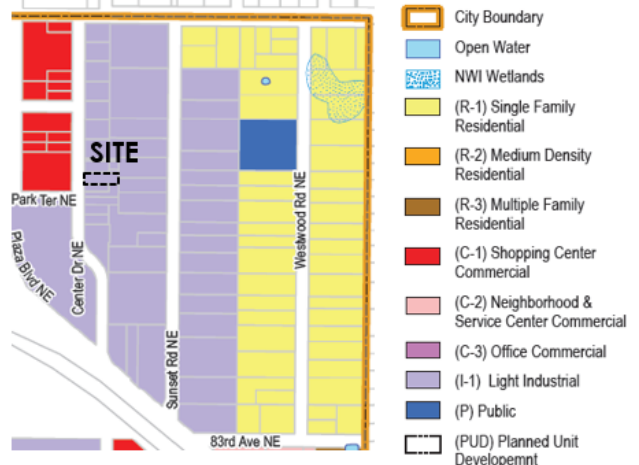 SITE
Park Ter NE
Plaza Blvd NE
Center Dr NE
Sunset Rd NE
Westwood Rd NE
83rd Ave NE
City Boundary
Open Water
NWI Wetlands
(R-1) Single Family
Residential
(R-2) Medium Density
Residential
(R-3) Multiple Family
Residential
(C-1) Shopping Center
Commercial
(C-2) Neighborhood &
Service Center Commercial
(C-3) Office Commercial
(I-1) Light Industrial
(P) Public
(PUD) Planned Unit
Developemnt